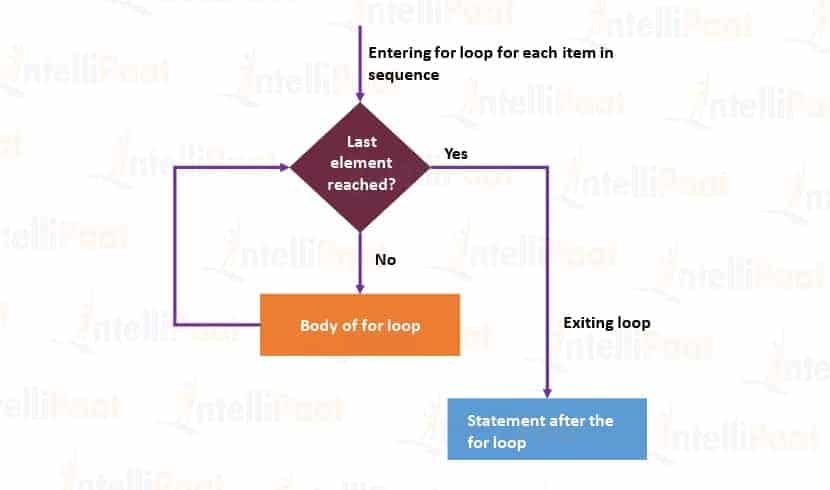 Entering for loop for each item in
sequence
Last
element
reached?
Yes
No
Body of for loop
Exiting loop
Statement after the
for loop
IntelliPaat